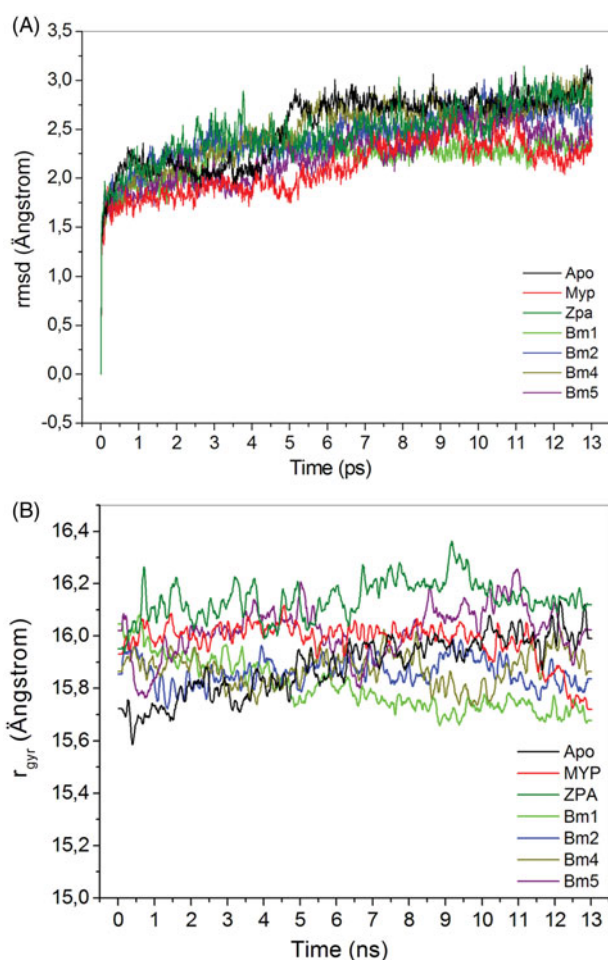 (A)
3,5
3,0
2,5
2,0
1,5
1,0
0,5
0,0
-0,5
rmsd (Ängstrom)
Apo
Myp
Zpa
Bm1
Bm2
Bm4
Bm5
0 1 2 3 4 5 6 7 8 9 10 11 12 13
Time (ps)
(B)
16,4
16,2
16,0
15,8
15,6
15,4
15,2
15,0
rgyr (Ängstrom)
Apo
MYP
ZPA
Bm1
Bm2
Bm4
Bm5
0 1 2 3 4 5 6 7 8 9 10 11 12 13
Time (ns)